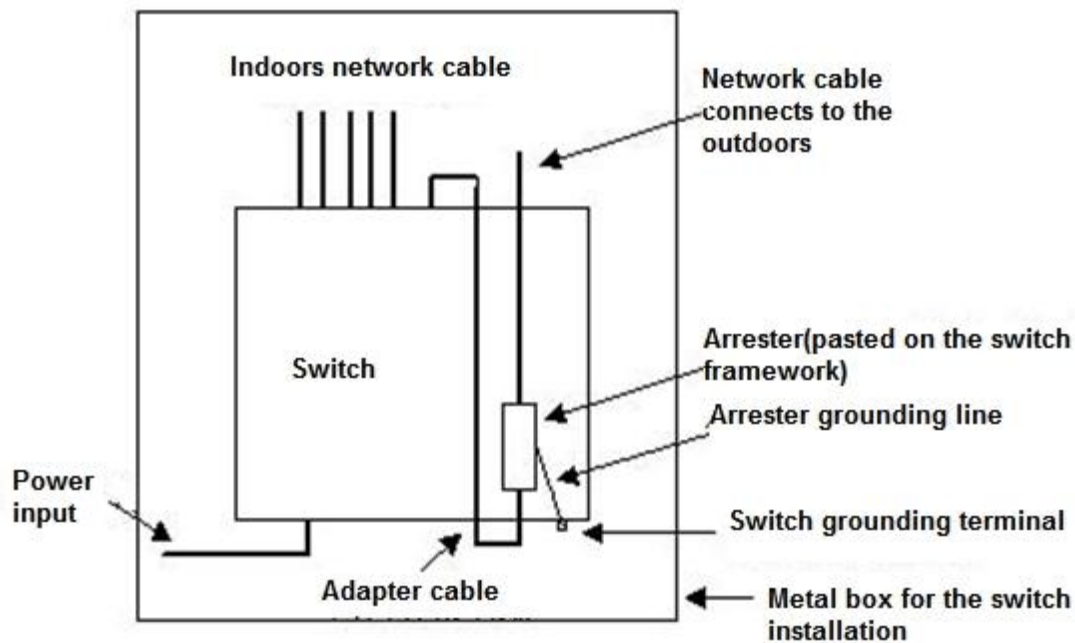 Indoors network cable
Network cable
connects to the
outdoors
Switch
Arrester(pasted on the switch
framework)
Arrester grounding line
Power
input
Switch grounding terminal
Adapter cable
Metal box for the switch
installation